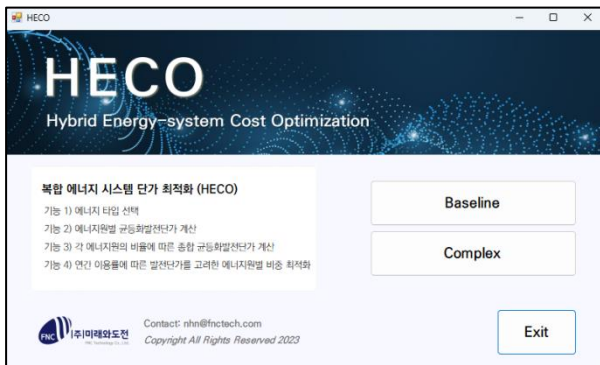 HECO
HECO
Hybrid Energy-system Cost Optimization
복합 에너지 시스템 단가 최적화 (HECO)
기능 1) 에너지 타입 선택
기능 2) 에너지원별 균등화발전단가 계산
기능 3) 각 에너지원의 비율에 따른 종합 균등화발전단가 계산
기능 4) 연간 이용률에 따른 발전단가를 고려한 에너지원별 비중 최적화
Baseline
Complex
FNC (주)미래와도전
FNC Technology Co., Ltd.
Contact: nhn@fnctech.com
Copyright All Rights Reserved 2023
Exit